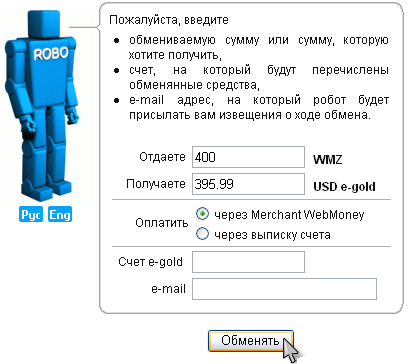 Пожалуйста, введите
• обмениваемую сумму или сумму, которую
хотите получить,
• счет, на который будут перечислены
обменянные средства,
• e-mail адрес, на который робот будет
присылать вам извещения о ходе обмена.
ROBO
Рус Eng
Отдаете 400 WMZ
Получаете 395.99 USD e-gold
Оплатить через Merchant WebMoney
через выписку счета
Счет e-gold
e-mail
Обменять